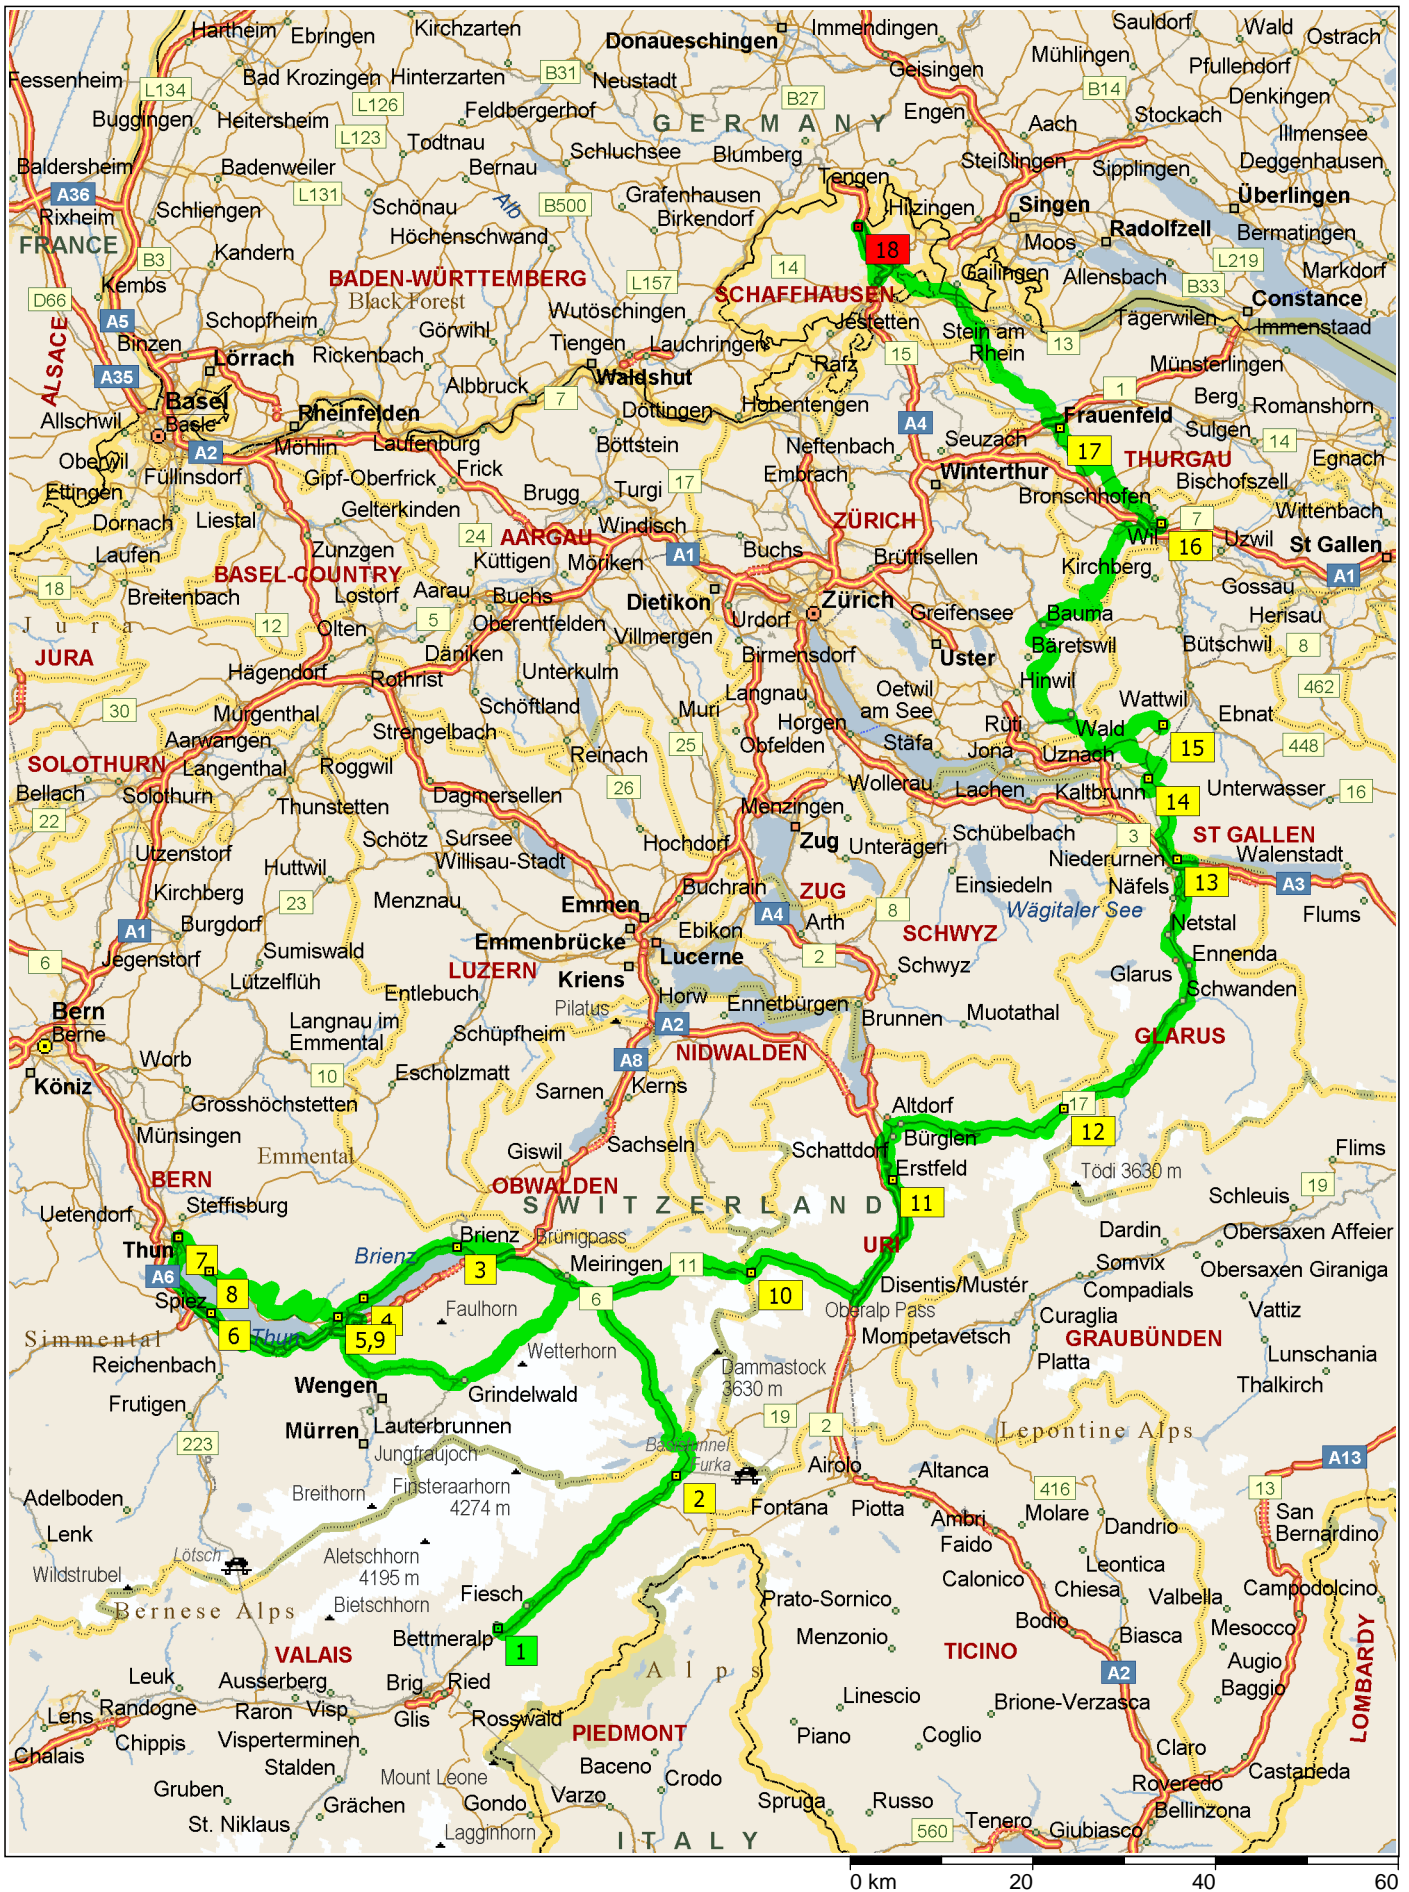 Hartheim
Ebringen
Kirchzarten
Donaueschingen
Immendingen
Sauldorf
Wald
Ostrach
Fessenheim
L134
Bad Krozingen
Hinterzarten
B31
Neustadt
Geisingen
Mühlingen
Pfullendorf
L126
Feldbergerhof
B27
B14
Denkingen
Buggingen
Heitersheim
L123
Todtnau
GERMANY
Engen
Aach
Stockach
Illmensee
Baldersheim
Badenweiler
Bernau
Schluchsee
Blumberg
Steißlingen
Sipplingen
Deggenhausen
A36
L131
Alb
B500
Grafenhausen
Tengen
Überlingen
Rixheim
Schliengen
Schönau
Birkendorf
Hilzingen
Singen
FRANCE
B3
Kandern
Höchenschwand
18
Moos
Radolfzell
Bermatingen
Kembs
BADEN-WÜRTTEMBERG
L157
14
Gailingen
Allensbach
L219
Markdorf
D66
Black Forest
SCHAFFHAUSEN
B33
Constance
A5
Schopfheim
Görwihl
Wutöschingen
Jestetten
Stein am
Rhein
Tägerwilen
Immenstaad
ALSACE
Binzen
Lörrach
Rickenbach
Tiengen
Lauchringen
15
13
A35
Albbruck
Waldshut
Rafz
Münsterlingen
Basel
Basle
Rheinfelden
7
Döttingen
Hohentengen
1
Berg
Romanshorn
Allschwil
A4
Frauenfeld
Sulgen
A2
Möhlin
Laufenburg
Böttstein
Neftenbach
Seuzach
17
14
Oberwil
Füllinsdorf
Gipf-Oberfrick
Frick
17
Embrach
Winterthur
THURGAU
Egnach
Ettingen
Brugg
Turgi
Bronschhofen
Bischofszell
Dornach
Liestal
Gelterkinden
Windisch
ZÜRICH
7
Wittenbach
Laufen
Zunzgen
24
AARGAU
A1
Buchs
Brüttisellen
Wil
16
Uzwil
St Gallen
18
BASEL-COUNTRY
Küttigen
Möriken
Kirchberg
Gossau
A1
Breitenbach
Lostorf
Aarau
Buchs
Dietikon
Zürich
Greifensee
Bauma
Herisau
Jura
12
5
Oberentfelden
Urdorf
Olten
Villmergen
Bäretswil
Bütschwil
8
JURA
Hägendorf
Däniken
Unterkulm
Birmensdorf
Uster
Hinwil
462
Rothrist
Schöftland
Langnau
Oetwil
am See
Wattwil
30
Murgenthal
Muri
Horgen
Rüti
Wald
Ebnat
Aarwangen
Strengelbach
25
Obfelden
Stäfa
Jona
Uznach
15
448
SOLOTHURN
Langenthal
Roggwil
Reinach
Bellach
Solothurn
Thunstetten
Dagmersellen
26
Menzingen
Wollerau
Lachen
Kaltbrunn
14
Unterwasser
16
22
Schötz
Sursee
Hochdorf
Zug
Unterägeri
Schübelbach
3
ST GALLEN
Utzenstorf
Huttwil
Willisau-Stadt
Niederurnen
Walenstadt
Kirchberg
23
Menznau
Buchrain
ZUG
Einsiedeln
Näfels
13
A3
Burgdorf
Emmen
A4
8
Wägitaler See
Flums
A1
Emmenbrücke
Ebikon
Arth
SCHWYZ
Netstal
6
Jegenstorf
Sumiswald
LUZERN
Lucerne
2
Ennenda
Lützelflüh
Kriens
Schwyz
Glarus
Entlebuch
Horw
Ennetbürgen
Schwanden
Bern
Berne
Langnau im
Emmental
Pilatus
Brunnen
Muotathal
Schüpfheim
A2
NIDWALDEN
GLARUS
Worb
A8
Köniz
10
Escholzmatt
Sarnen
Kerns
Grosshöchstetten
Altdorf
17
Münsingen
Giswil
Sachseln
Schattdorf
Bürglen
12
Emmental
Erstfeld
Tödi 3630 m
Flims
BERN
OBWALDEN
11
19
Steffisburg
SWITZERLAND
Schleuis
Uetendorf
Brienz
Brünigpass
Dardin
Obersaxen Affeier
Thun
7
Brienz
URI
A6
8
3
Meiringen
11
Somvix
Obersaxen Giraniga
Spiez
4
6
10
Disentis/Mustér
Compadials
Simmental
6
Thun
5,9
Faulhorn
Oberalp Pass
Curaglia
Vattiz
Reichenbach
Wetterhorn
Mompetavetsch
GRAUBÜNDEN
Wengen
Grindelwald
Dammastock
3630 m
Platta
Lunschania
Frutigen
Mürren
Lauterbrunnen
19
2
Thalkirch
223
Jungfraujoch
Furka
Lepontine Alps
Breithorn
Finsteraarhorn
4274 m
2
Airolo
Altanca
A13
Adelboden
Fontana
Piotta
416
13
Lenk
Ambri
Molare
San
Bernardino
Lötsch
Aletschhorn
4195 m
Faido
Dandrio
Wildstrubel
Fiesch
Calonico
Leontica
Bernese Alps
Bietschhorn
Prato-Sornico
Chiesa
Valbella
Campodolcino
Bettmeralp
1
Menzonio
Bodio
Mesocco
VALAIS
Alps
TICINO
Biasca
LOMBARDY
Leuk
Ausserberg
Brig
Ried
A2
Augio
Lens
Randogne
Raron
Visp
Glis
Rosswald
Linescio
Brione-Verzasca
Baggio
Chalais
Chippis
Visperterminen
PIEDMONT
Piano
Coglio
Claro
Stalden
Mount Leone
Baceno
Castaneda
Gruben
Grächen
Gondo
Varzo
Crodo
Spruga
Russo
Roveredo
St. Niklaus
Lagginhorn
ITALY
560
Tenero
Giubiasco
Bellinzona
0 km
20
40
60